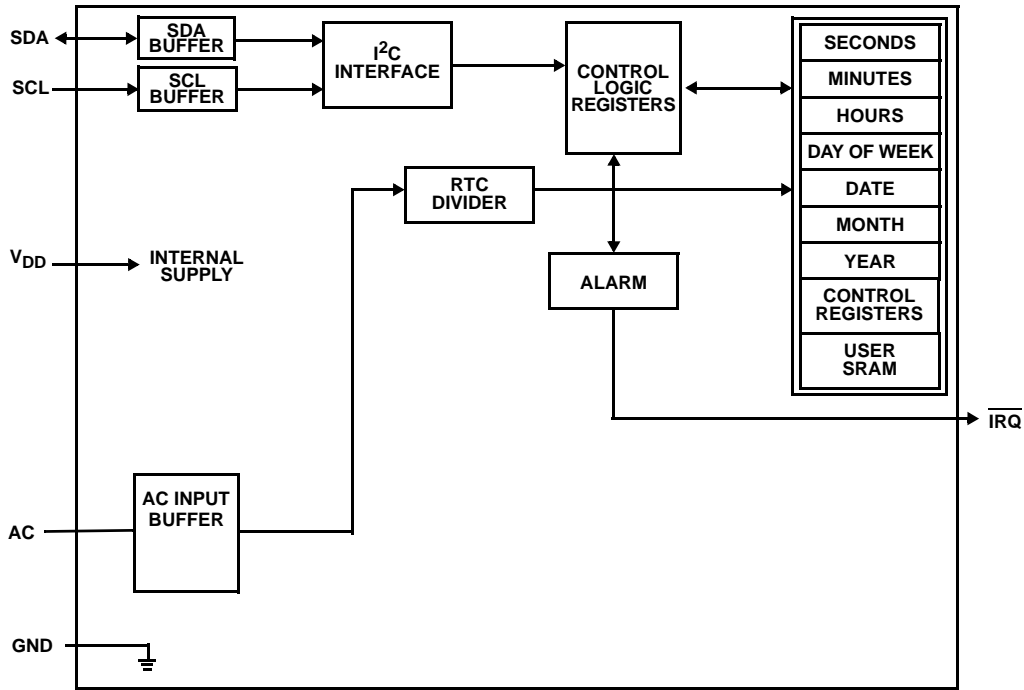 SDA
SDA
BUFFER
SCL
SCL
BUFFER
I²C
INTERFACE
CONTROL
LOGIC
REGISTERS
SECONDS
MINUTES
HOURS
DAY OF WEEK
DATE
MONTH
YEAR
CONTROL
REGISTERS
USER
SRAM
RTC
DIVIDER
VDD
INTERNAL
SUPPLY
ALARM
IRQ
AC
AC INPUT
BUFFER
GND